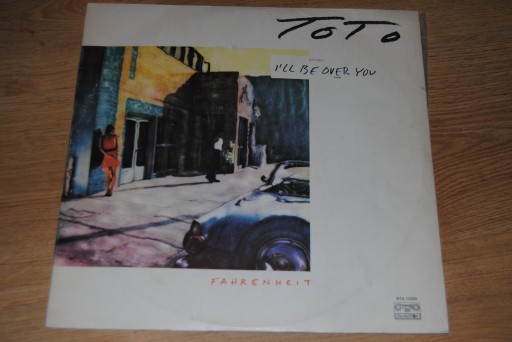 TOTO
I'LL BE OVER YOU
FAHRENHEIT